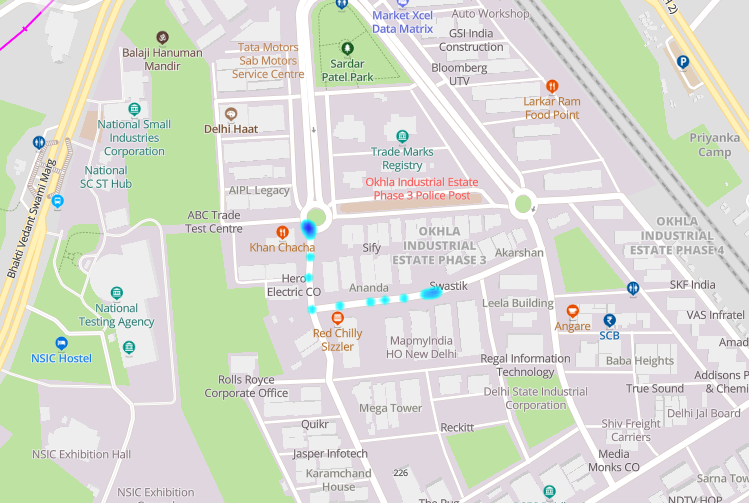 Market Xcel
Data Matrix
Auto Workshop
GSI India
Construction
Balaji Hanuman
Mandir
Tata Motors
Sab Motors
Service Centre
Sardar
Patel Park
Bloomberg
UTV
P
Larkar Ram
Food Point
National Small
Industries
Corporation
Delhi Haat
Trade Marks
Registry
Priyanka
Camp
National
SC ST Hub
AIPL Legacy
Okhla Industrial Estate
Phase 3 Police Post
Bhakti Vedant Swami Marg
ABC Trade
Test Centre
Khan Chacha
Sify
OKHLA
INDUSTRIAL
ESTATE PHASE 3
Akarshan
OKHLA
INDUSTRIAL
ESTATE PHASE 4
Hero
Electric CO
Ananda
Swastik
SKF India
National
Testing Agency
Leela Building
Angare
SCB
VAS Infratel
Red Chilly
Sizzler
MapmyIndia
HO New Delhi
NSIC Hostel
Regal Information
Technology
Baba Heights
Rolls Royce
Corporate Office
True Sound
Addisons P
& Chemi
Mega Tower
Delhi State Industrial
Corporation
Delhi Jal Board
Quikr
Reckitt
Shiv Freight
Carriers
NSIC Exhibition Hall
Jasper Infotech
Media
Monks CO
Karamchand
House
226
Sarna Tow
NSIC Exhibition
NDTV HOP